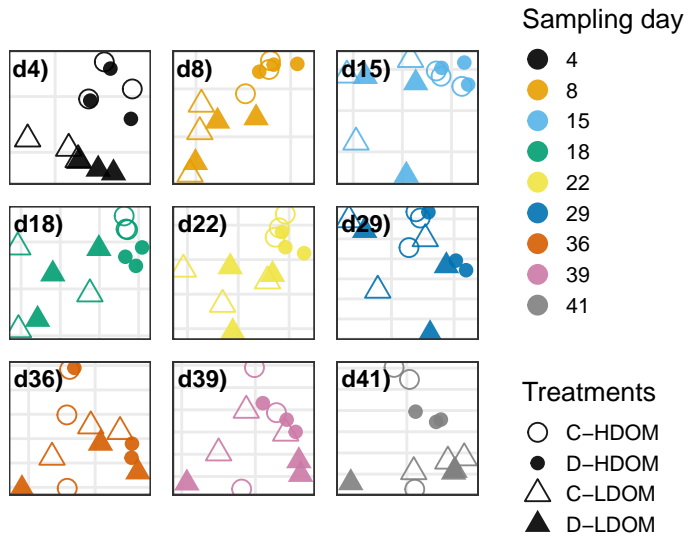 Sampling day
4
8
15
18
22
29
36
39
41
d4)
d8)
d15)
d18)
d22)
d29)
d36)
d39)
d41)
Treatments
C−HDOM
D−HDOM
C−LDOM
D−LDOM